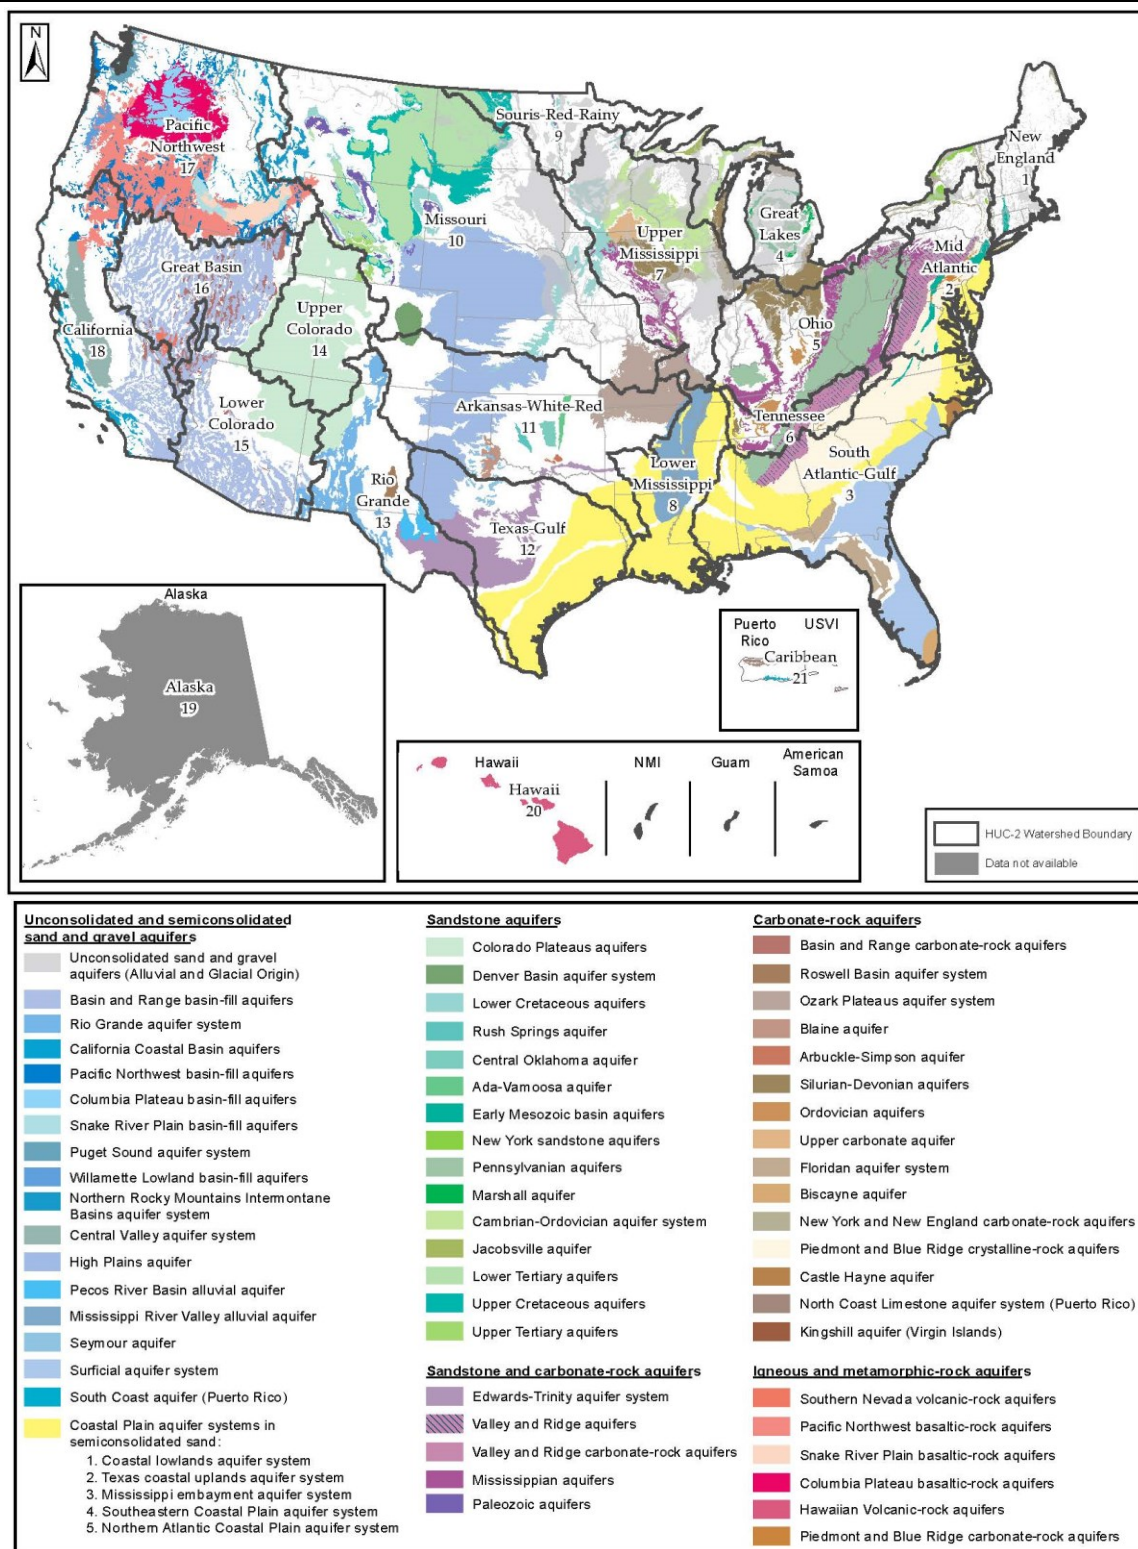 N
Souris-Red-Rainy
9
New
England
1
Pacific
Northwest
17
Missouri
10
Great
Lakes
4
Upper
Mississippi
7
Mid
Atlantic
2
Great Basin
16
Upper
Colorado
14
Ohio
5
California
18
Lower
Colorado
15
Arkansas-White-Red
11
Tennessee
6
South
Atlantic-Gulf
3
Rio
Grande
13
Lower
Mississippi
8
Texas-Gulf
12
Alaska
Alaska
19
Puerto
Rico
USVI
Caribbean
21
Hawaii
Hawaii
20
NMI
Guam
American
Samoa
HUC-2 Watershed Boundary
Data not available
Unconsolidated and semiconsolidated
sand and gravel aquifers
Unconsolidated sand and gravel
aquifers (Alluvial and Glacial Origin)
Basin and Range basin-fill aquifers
Rio Grande aquifer system
California Coastal Basin aquifers
Pacific Northwest basin-fill aquifers
Columbia Plateau basin-fill aquifers
Snake River Plain basin-fill aquifers
Puget Sound aquifer system
Willamette Lowland basin-fill aquifers
Northern Rocky Mountains Intermontane
Basins aquifer system
Central Valley aquifer system
High Plains aquifer
Pecos River Basin alluvial aquifer
Mississippi River Valley alluvial aquifer
Seymour aquifer
Surficial aquifer system
South Coast aquifer (Puerto Rico)
Coastal Plain aquifer systems in
semiconsolidated sand:
1. Coastal lowlands aquifer system
2. Texas coastal uplands aquifer system
3. Mississippi embayment aquifer system
4. Southeastern Coastal Plain aquifer system
5. Northern Atlantic Coastal Plain aquifer system
Sandstone aquifers
Colorado Plateaus aquifers
Denver Basin aquifer system
Lower Cretaceous aquifers
Rush Springs aquifer
Central Oklahoma aquifer
Ada-Vamoosa aquifer
Early Mesozoic basin aquifers
New York sandstone aquifers
Pennsylvanian aquifers
Marshall aquifer
Cambrian-Ordovician aquifer system
Jacobsville aquifer
Lower Tertiary aquifers
Upper Cretaceous aquifers
Upper Tertiary aquifers
Sandstone and carbonate-rock aquifers
Edwards-Trinity aquifer system
Valley and Ridge aquifers
Valley and Ridge carbonate-rock aquifers
Mississippian aquifers
Paleozoic aquifers
Carbonate-rock aquifers
Basin and Range carbonate-rock aquifers
Roswell Basin aquifer system
Ozark Plateaus aquifer system
Blaine aquifer
Arbuckle-Simpson aquifer
Silurian-Devonian aquifers
Ordovician aquifers
Upper carbonate aquifer
Floridan aquifer system
Biscayne aquifer
New York and New England carbonate-rock aquifers
Piedmont and Blue Ridge crystalline-rock aquifers
Castle Hayne aquifer
North Coast Limestone aquifer system (Puerto Rico)
Kingshill aquifer (Virgin Islands)
Igneous and metamorphic-rock aquifers
Southern Nevada volcanic-rock aquifers
Pacific Northwest basaltic-rock aquifers
Snake River Plain basaltic-rock aquifers
Columbia Plateau basaltic-rock aquifers
Hawaiian Volcanic-rock aquifers
Piedmont and Blue Ridge carbonate-rock aquifers